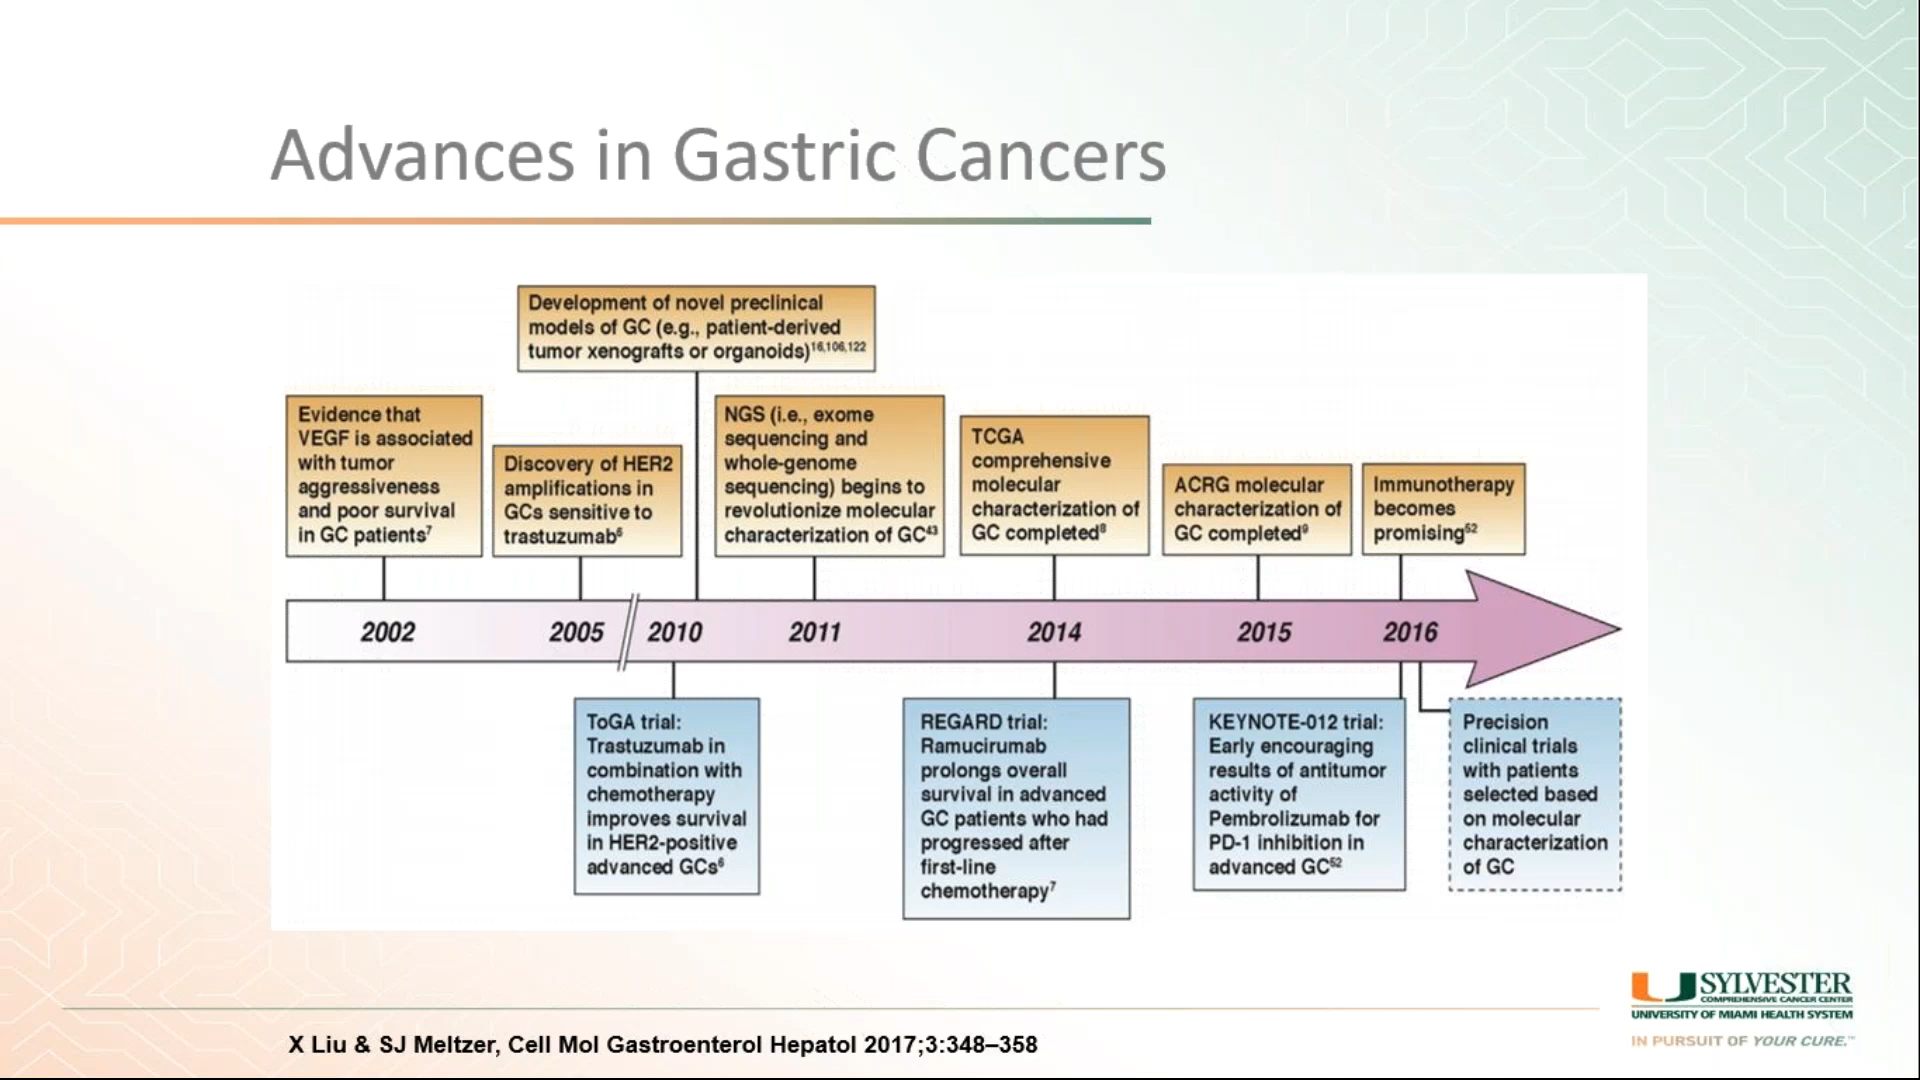 Advances in Gastric Cancers
Development of novel preclinical
models of GC (e.g., patient-derived
tumor xenografts or organoids)16,106,122
Evidence that
VEGF is associated
with tumor
aggressiveness
and poor survival
in GC patients7
Discovery of HER2
amplifications in
GCs sensitive to
trastuzumab6
NGS (i.e., exome
sequencing and
whole-genome
sequencing) begins to
revolutionize molecular
characterization of GC43
TCGA
comprehensive
molecular
characterization of
GC completed8
ACRG molecular
characterization of
GC completed9
Immunotherapy
becomes
promising52
2002
2005
2010
2011
2014
2015
2016
ToGA trial:
Trastuzumab in
combination with
chemotherapy
improves survival
in HER2-positive
advanced GCs6
REGARD trial:
Ramucirumab
prolongs overall
survival in advanced
GC patients who had
progressed after
first-line
chemotherapy7
KEYNOTE-012 trial:
Early encouraging
results of antitumor
activity of
Pembrolizumab for
PD-1 inhibition in
advanced GC52
Precision
clinical trials
with patients
selected based
on molecular
characterization
of GC
X Liu & SJ Meltzer, Cell Mol Gastroenterol Hepatol 2017;3:348–358
SYLVESTER
COMPREHENSIVE CANCER CENTER
UNIVERSITY OF MIAMI HEALTH SYSTEM
IN PURSUIT OF YOUR CURE.™